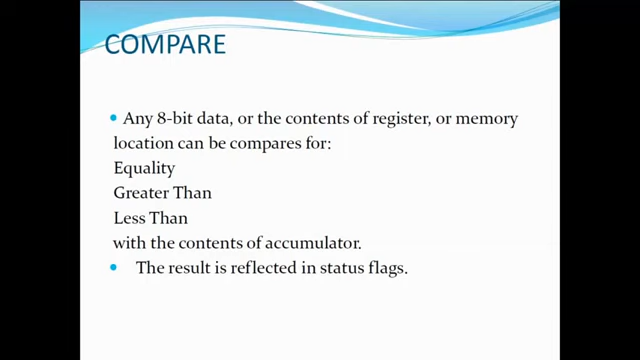 COMPARE
• Any 8-bit data, or the contents of register, or memory
location can be compares for:
Equality
Greater Than
Less Than
with the contents of accumulator.
• The result is reflected in status flags.